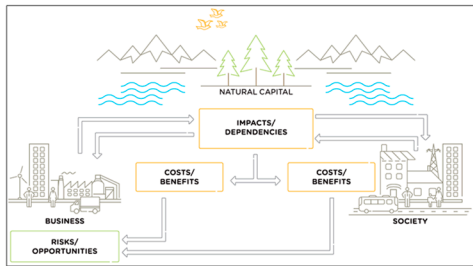 NATURAL CAPITAL
IMPACTS/
DEPENDENCIES
COSTS/
BENEFITS
COSTS/
BENEFITS
BUSINESS
SOCIETY
RISKS/
OPPORTUNITIES